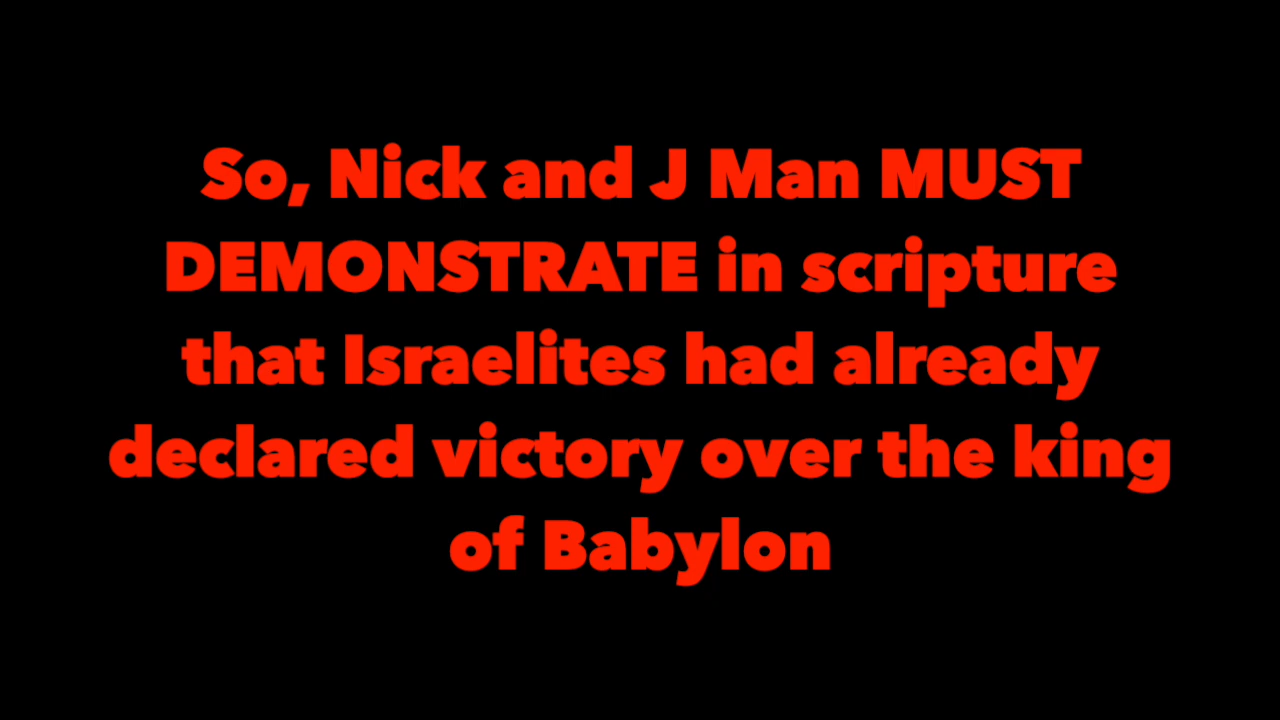 So, Nick and J Man MUST
DEMONSTRATE in scripture
that Israelites had already
declared victory over the king
of Babylon